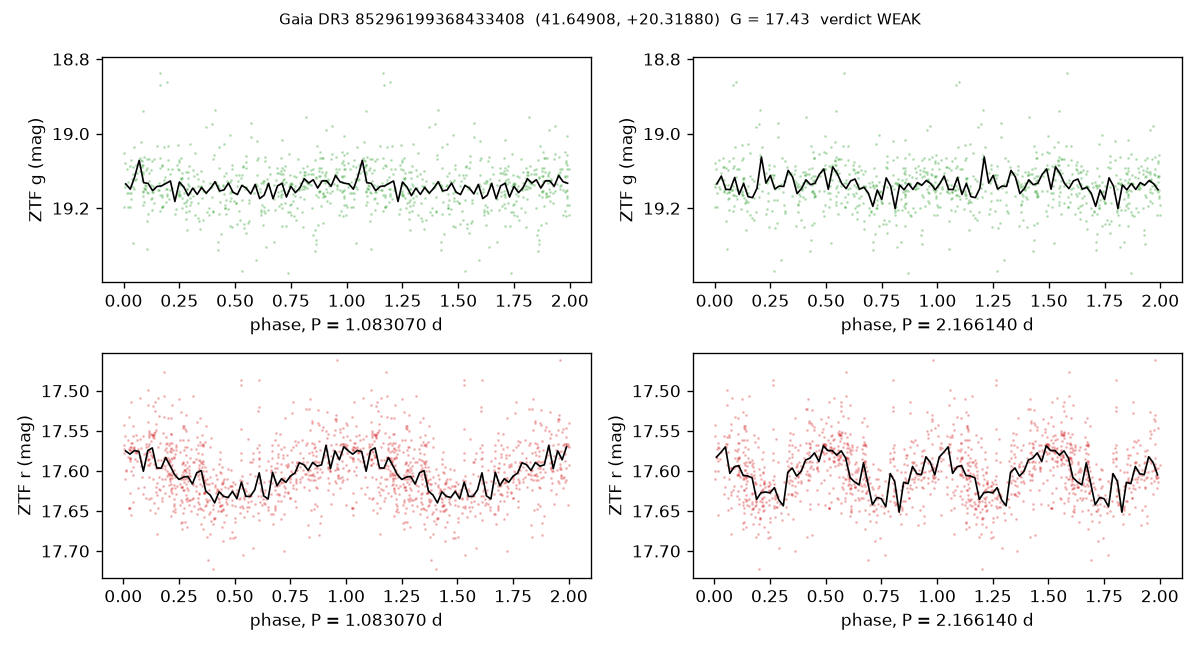 Gaia DR3 85296199368433408  (41.64908, +20.31880)  G = 17.43  verdict WEAK
ZTF g (mag)
18.8
19.0
19.2
0.00 0.25 0.50 0.75 1.00 1.25 1.50 1.75 2.00
phase, P = 1.083070 d
ZTF g (mag)
18.8
19.0
19.2
0.00 0.25 0.50 0.75 1.00 1.25 1.50 1.75 2.00
phase, P = 2.166140 d
ZTF r (mag)
17.50
17.55
17.60
17.65
17.70
0.00 0.25 0.50 0.75 1.00 1.25 1.50 1.75 2.00
phase, P = 1.083070 d
ZTF r (mag)
17.50
17.55
17.60
17.65
17.70
0.00 0.25 0.50 0.75 1.00 1.25 1.50 1.75 2.00
phase, P = 2.166140 d